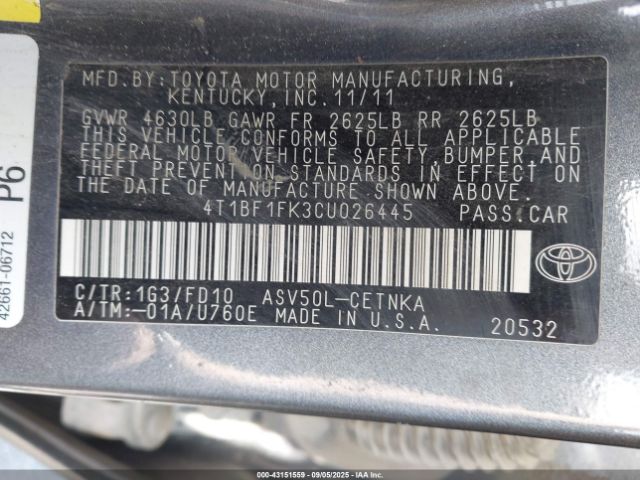 MFD.BY: TOYOTA MOTOR MANUFACTURING,
KENTUCKY, INC. 11/11
GVWR 4630LB GAWR FR 2625LB RR 2625LB
THIS VEHICLE CONFORMS TO ALL APPLICABLE
FEDERAL MOTOR VEHICLE SAFETY,BUMPER,AND
THEFT PREVENTION STANDARDS IN EFFECT ON
THE DATE OF MANUFACTURE SHOWN ABOVE.
4T1BF1FK3CU026445 PASS.CAR
C/TR:1G3/FD10 ASV50L-CETNKA
A/TM:-01A/U760E MADE IN U.S.A.
20532
P6
42661-06712
000-43151559 (09/05/2025) IAAI.COM